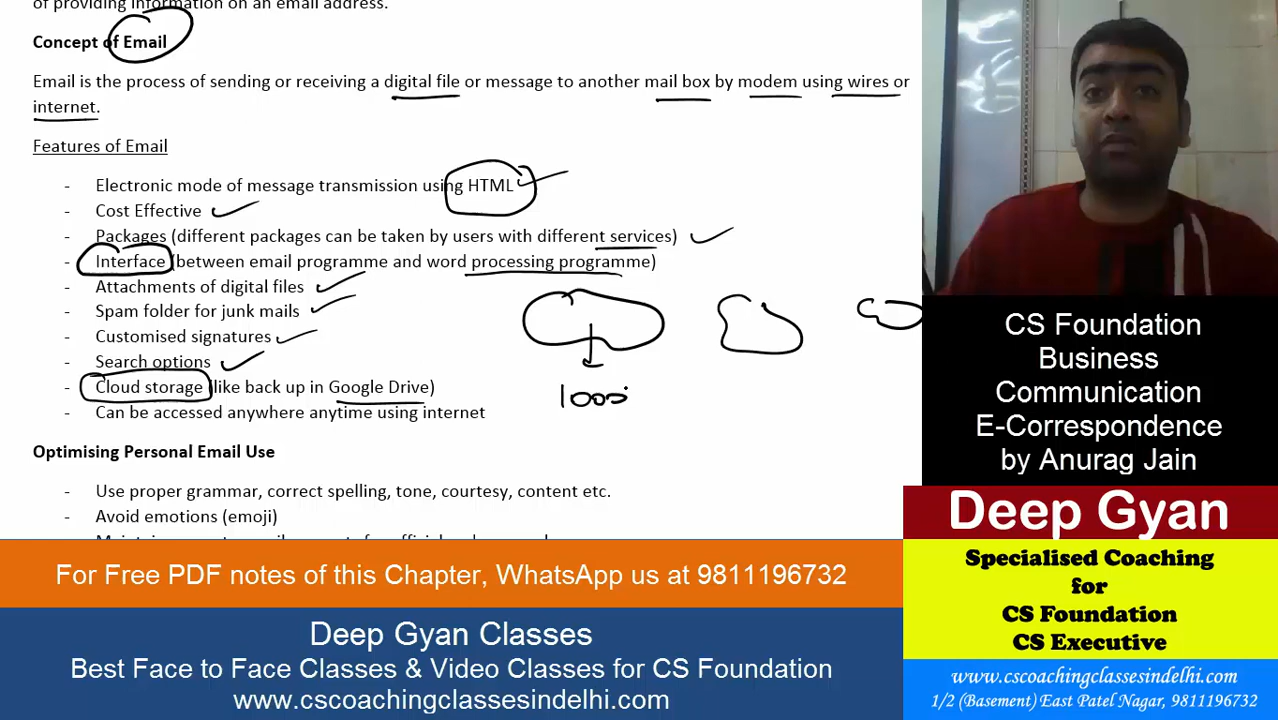 of providing information on an email address.
Concept of Email
Email is the process of sending or receiving a digital file or message to another mail box by modem using wires or
internet.
Features of Email
- Electronic mode of message transmission using HTML
- Cost Effective
- Packages (different packages can be taken by users with different services)
- Interface (between email programme and word processing programme)
- Attachments of digital files
- Spam folder for junk mails
- Customised signatures
- Search options
- Cloud storage (like back up in Google Drive)
- Can be accessed anywhere anytime using internet
1000
Optimising Personal Email Use
- Use proper grammar, correct spelling, tone, courtesy, content etc.
- Avoid emotions (emoji)
CS Foundation
Business
Communication
E-Correspondence
by Anurag Jain
Deep Gyan
Specialised Coaching
for
CS Foundation
CS Executive
www.cscoachingclassesindelhi.com
1/2 (Basement) East Patel Nagar, 9811196732
For Free PDF notes of this Chapter, WhatsApp us at 9811196732
Deep Gyan Classes
Best Face to Face Classes & Video Classes for CS Foundation
www.cscoachingclassesindelhi.com